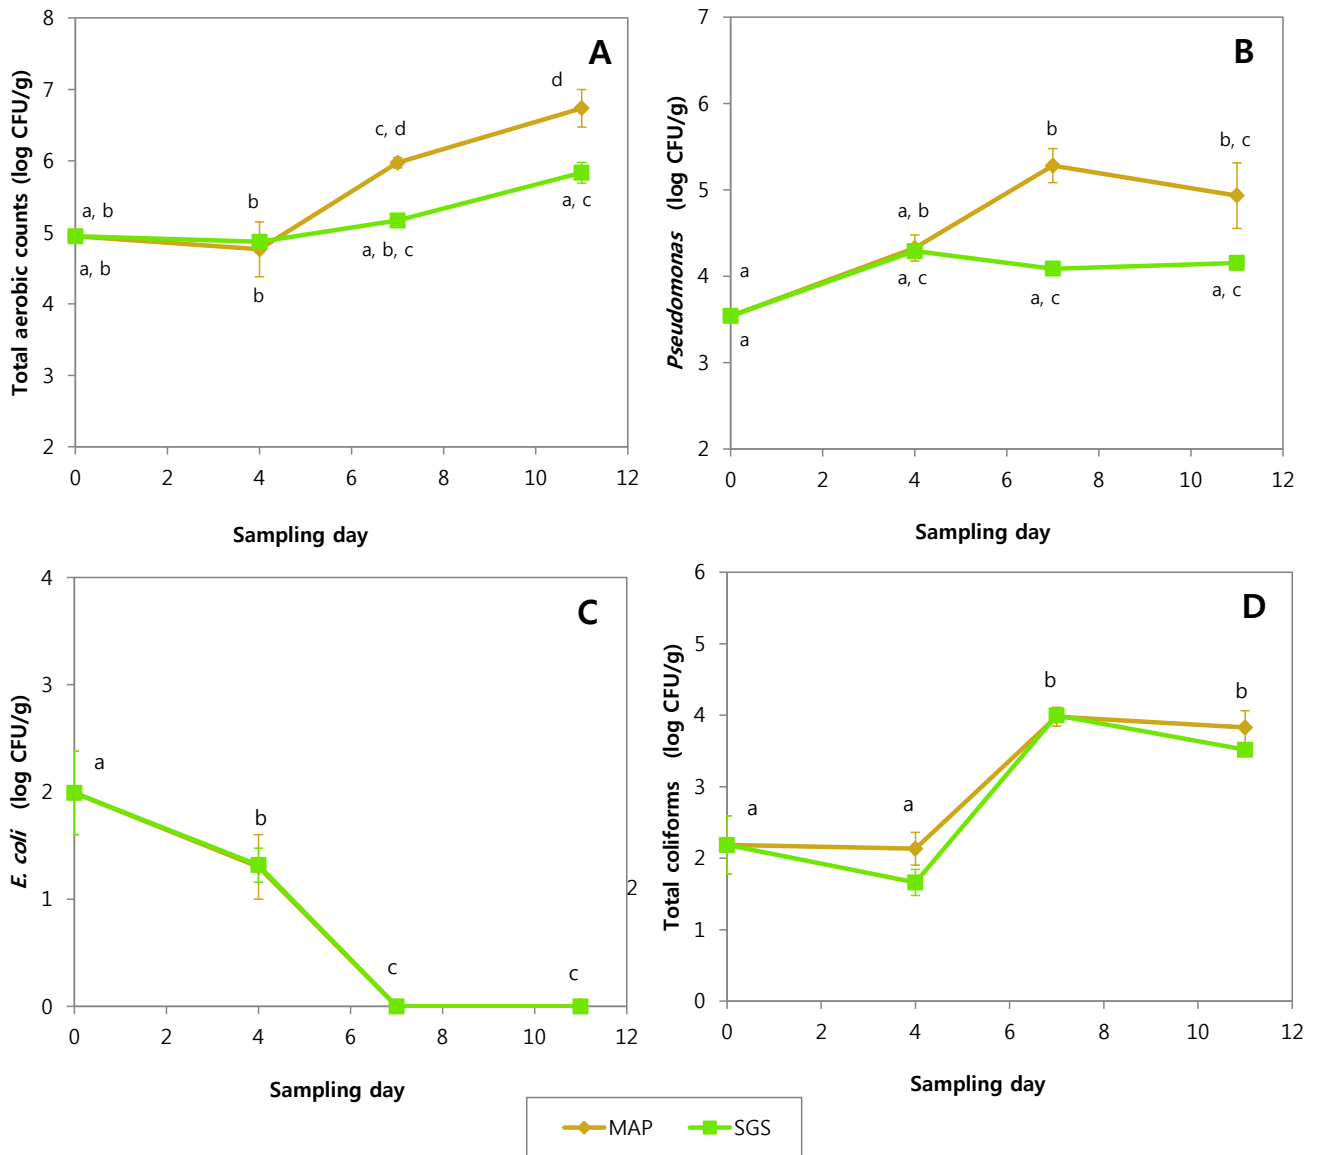 A
Total aerobic counts (log CFU/g)
8
7
6
5
4
3
2
0
2
4
6
8
10
12
a, b
a, b
b
b
c, d
a, b, c
d
a, c
Sampling day
B
Pseudomonas (log CFU/g)
7
6
5
4
3
2
0
2
4
6
8
10
12
a
a
a, b
a, c
b
a, c
b, c
a, c
Sampling day
C
E. coli (log CFU/g)
4
3
2
1
0
0
2
4
6
8
10
12
a
b
c
c
2
Sampling day
D
Total coliforms (log CFU/g)
6
5
4
3
2
1
0
0
2
4
6
8
10
12
a
a
b
b
Sampling day
MAP
SGS